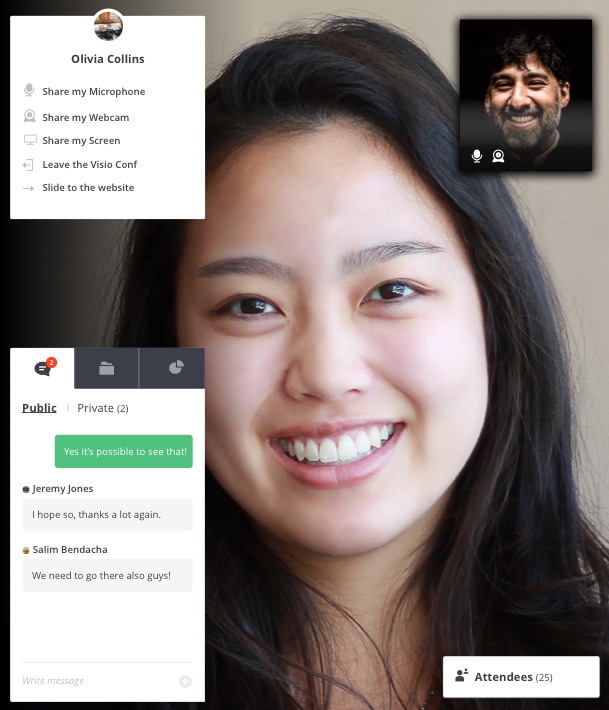 Olivia Collins
Share my Microphone
Share my Webcam
Share my Screen
Leave the Visio Conf
Slide to the website
2
Public | Private (2)
Yes it's possible to see that!
Jeremy Jones
I hope so, thanks a lot again.
Salim Bendacha
We need to go there also guys!
Write message
Attendees (25)